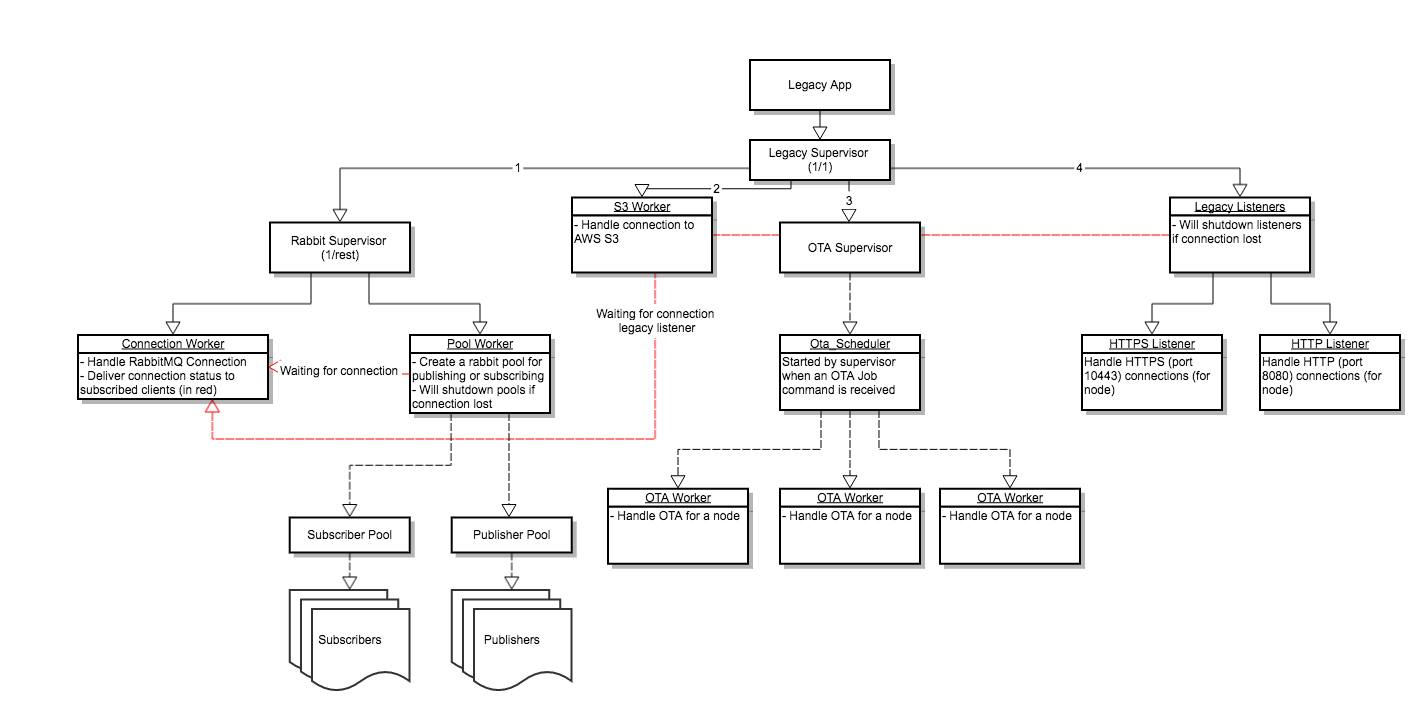 Legacy App
Legacy Supervisor
(1/1)
1
2
3
4
S3 Worker
- Handle connection to
AWS S3
Legacy Listeners
- Will shutdown listeners
if connection lost
Rabbit Supervisor
(1/rest)
OTA Supervisor
Waiting for connection
legacy listener
Connection Worker
- Handle RabbitMQ Connection
- Deliver connection status to
subscribed clients (in red)
Waiting for connection
Pool Worker
- Create a rabbit pool for
publishing or subscribing
- Will shutdown pools if
connection lost
Ota_Scheduler
Started by supervisor
when an OTA Job
command is received
HTTPS Listener
Handle HTTPS (port
10443) connections (for
node)
HTTP Listener
Handle HTTP (port
8080) connections (for
node)
OTA Worker
- Handle OTA for a node
OTA Worker
- Handle OTA for a node
OTA Worker
- Handle OTA for a node
Subscriber Pool
Publisher Pool
Subscribers
Publishers